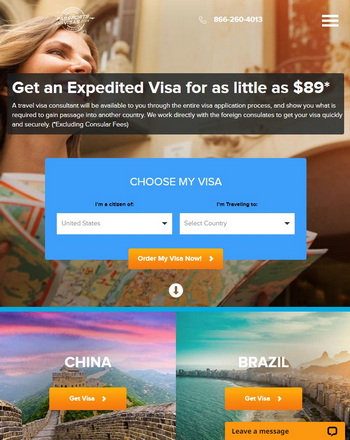 866-260-4013
Get an Expedited Visa for as little as $89*
A travel visa consultant will be available to you through the entire visa application process, and show you what is
required to gain passage into another country. We work directly with the foreign consulates to get your visa quickly
and securely. (*Excluding Consular Fees)
CHOOSE MY VISA
I'm a citizen of:
I'm Traveling to:
United States
Select Country
Order My Visa Now!
CHINA
BRAZIL
Get Visa
Get Visa
Leave a message